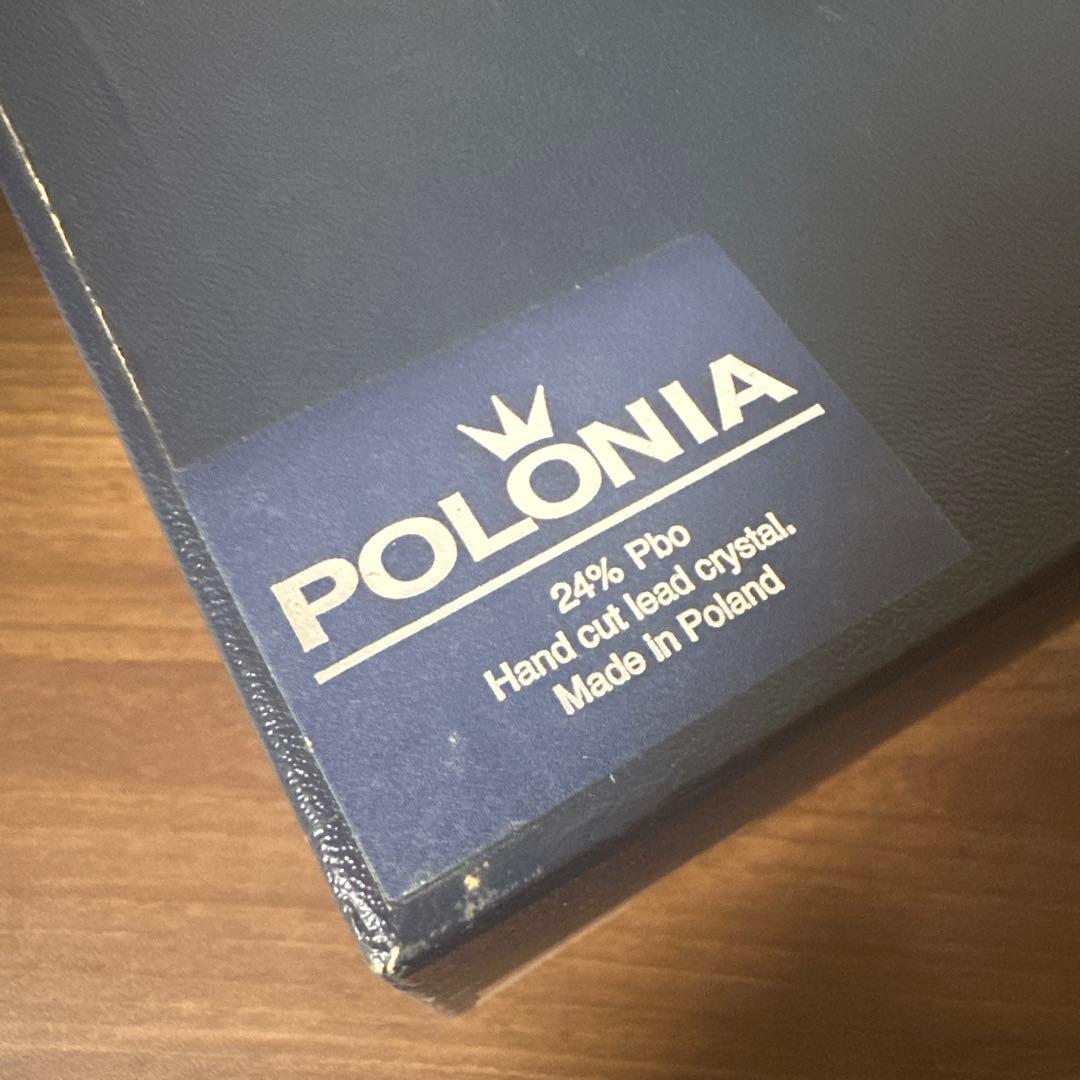 POLONIA
24% Pbo
Hand cut lead crystal.
Made in Poland